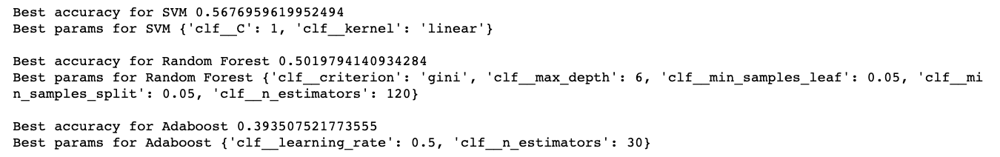 Best accuracy for SVM 0.5676959619952494
Best params for SVM {'clf__C': 1, 'clf__kernel': 'linear'}
Best accuracy for Random Forest 0.5019794140934284
Best params for Random Forest {'clf__criterion': 'gini', 'clf__max_depth': 6, 'clf__min_samples_leaf': 0.05, 'clf__mi
n_samples_split': 0.05, 'clf__n_estimators': 120}
Best accuracy for Adaboost 0.393507521773555
Best params for Adaboost {'clf__learning_rate': 0.5, 'clf__n_estimators': 30}